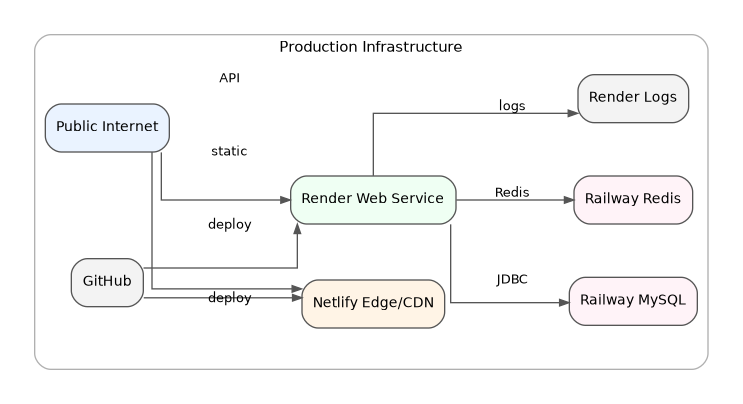 Production Infrastructure
API
Render Logs
logs
Public Internet
static
Render Web Service
Redis
Railway Redis
deploy
GitHub
JDBC
deploy
Netlify Edge/CDN
Railway MySQL